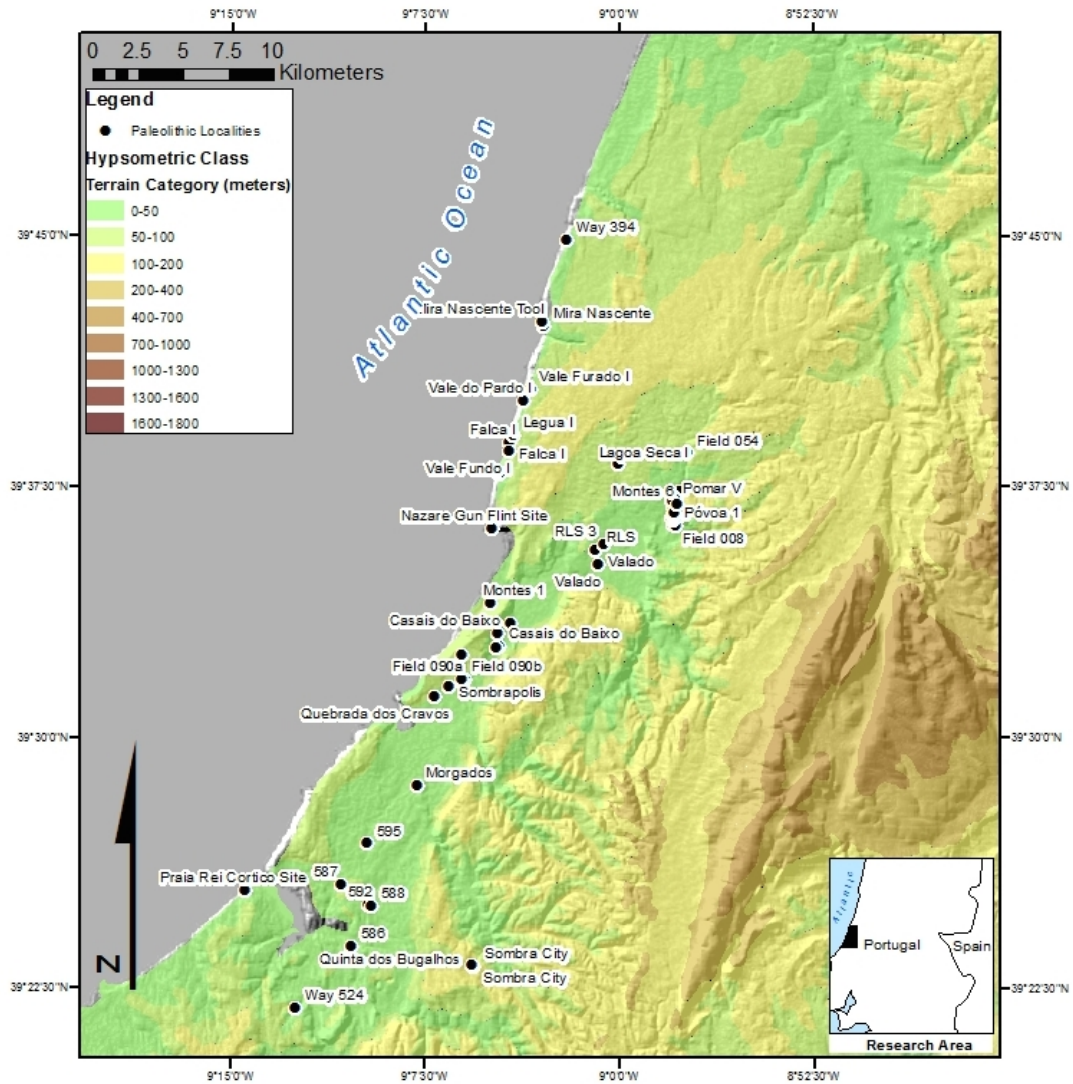 9°15'0"W
9°7'30"W
9°0'0"W
8°52'30"W
0 2.5 5 7.5 10
Kilometers
Legend
Paleolithic Localities
Hypsometric Class
Terrain Category (meters)
0-50
50-100
100-200
200-400
400-700
700-1000
1000-1300
1300-1600
1600-1800
Atlantic Ocean
39°45'0"N
Way 394
39°45'0"N
Nascente Tool
Mira Nascente
Vale Furado I
Vale do Pardo I
Legua I
Falca I
Falca I
Field 054
Lagoa Seca I
Vale Fundo I
39°37'30"N
Montes 6
Pomar V
39°37'30"N
Nazare Gun Flint Site
Póvoa 1
RLS 3
RLS
Field 008
Valado
Valado
Montes 1
Casais do Baixo
Casais do Baixo
Field 090a
Field 090b
Sombrapolis
Quebrada dos Cravos
39°30'0"N
39°30'0"N
Morgados
595
Praia Rei Cortico Site
587
592
588
586
Quinta dos Bugalhos
Sombra City
Sombra City
39°22'30"N
39°22'30"N
Way 524
N
Atlantic
Portugal
Spain
Research Area
9°15'0"W
9°7'30"W
9°0'0"W
8°52'30"W